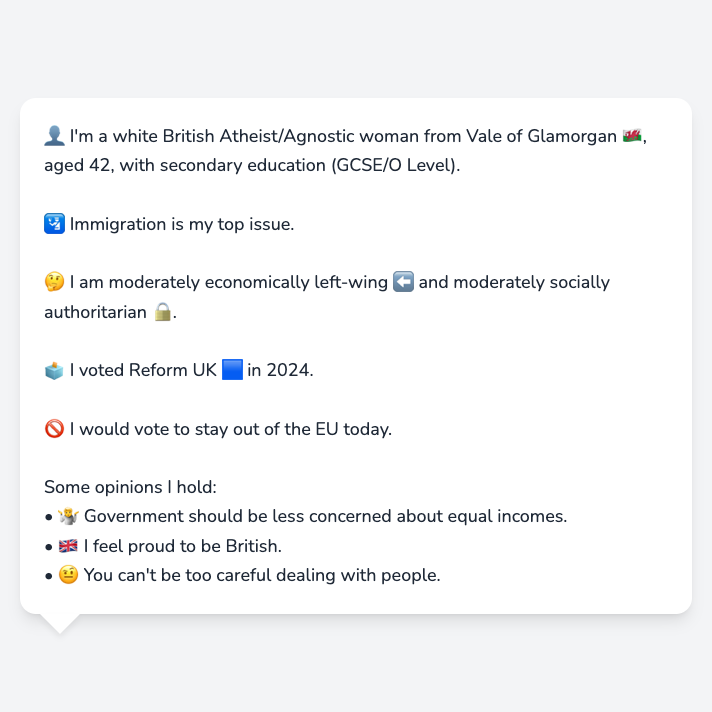 👤 I'm a white British Atheist/Agnostic woman from Vale of Glamorgan 🏴󠁧󠁢󠁷󠁬󠁳󠁿,
aged 42, with secondary education (GCSE/O Level).
🛂 Immigration is my top issue.
🤔 I am moderately economically left-wing ⬅️ and moderately socially
authoritarian 🔒.
🗳️ I voted Reform UK 🟦 in 2024.
🚫 I would vote to stay out of the EU today.
Some opinions I hold:
• 🤷 Government should be less concerned about equal incomes.
• 🇬🇧 I feel proud to be British.
• 🤨 You can't be too careful dealing with people.